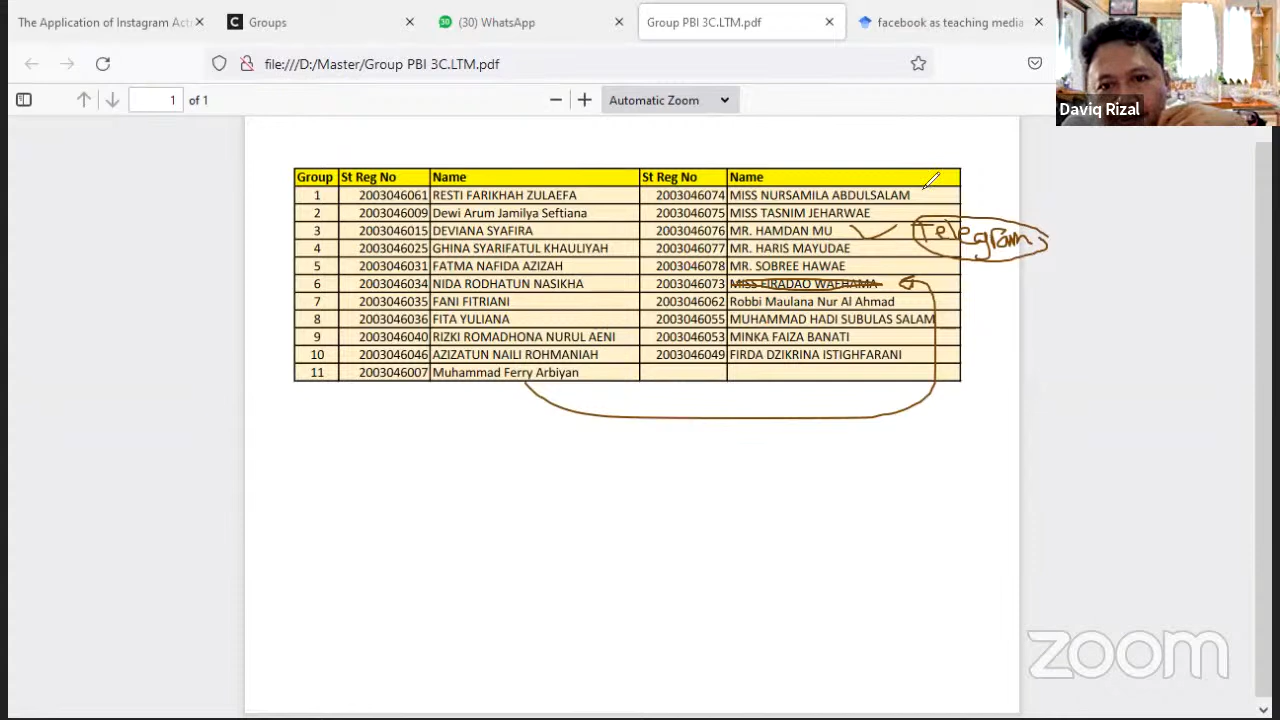 The Application of Instagram Act
Groups
(30) WhatsApp
Group PBI 3C.LTM.pdf
facebook as teaching media
file:///D:/Master/Group PBI 3C.LTM.pdf
1 of 1
Automatic Zoom
Daviq Rizal
Group St Reg No Name St Reg No Name
1 2003046061 RESTI FARIKHAH ZULAEFA 2003046074 MISS NURSAMILA ABDULSALAM
2 2003046009 Dewi Arum Jamilya Seftiana 2003046075 MISS TASNIM JEHARWAE
3 2003046015 DEVIANA SYAFIRA 2003046076 MR. HAMDAN MU Telegram
4 2003046025 GHINA SYARIFATUL KHAULIYAH 2003046077 MR. HARIS MAYUDAE
5 2003046031 FATMA NAFIDA AZIZAH 2003046078 MR. SOBREE HAWAE
6 2003046034 NIDA RODHATUN NASIKHA 2003046073 MISS FIRADAO WAEHAMA
7 2003046035 FANI FITRIANI 2003046062 Robbi Maulana Nur Al Ahmad
8 2003046036 FITA YULIANA 2003046055 MUHAMMAD HADI SUBULAS SALAM
9 2003046040 RIZKI ROMADHONA NURUL AENI 2003046053 MINKA FAIZA BANATI
10 2003046046 AZIZATUN NAILI ROHMANIAH 2003046049 FIRDA DZIKRINA ISTIGHFARANI
11 2003046007 Muhammad Ferry Arbiyan
zoom